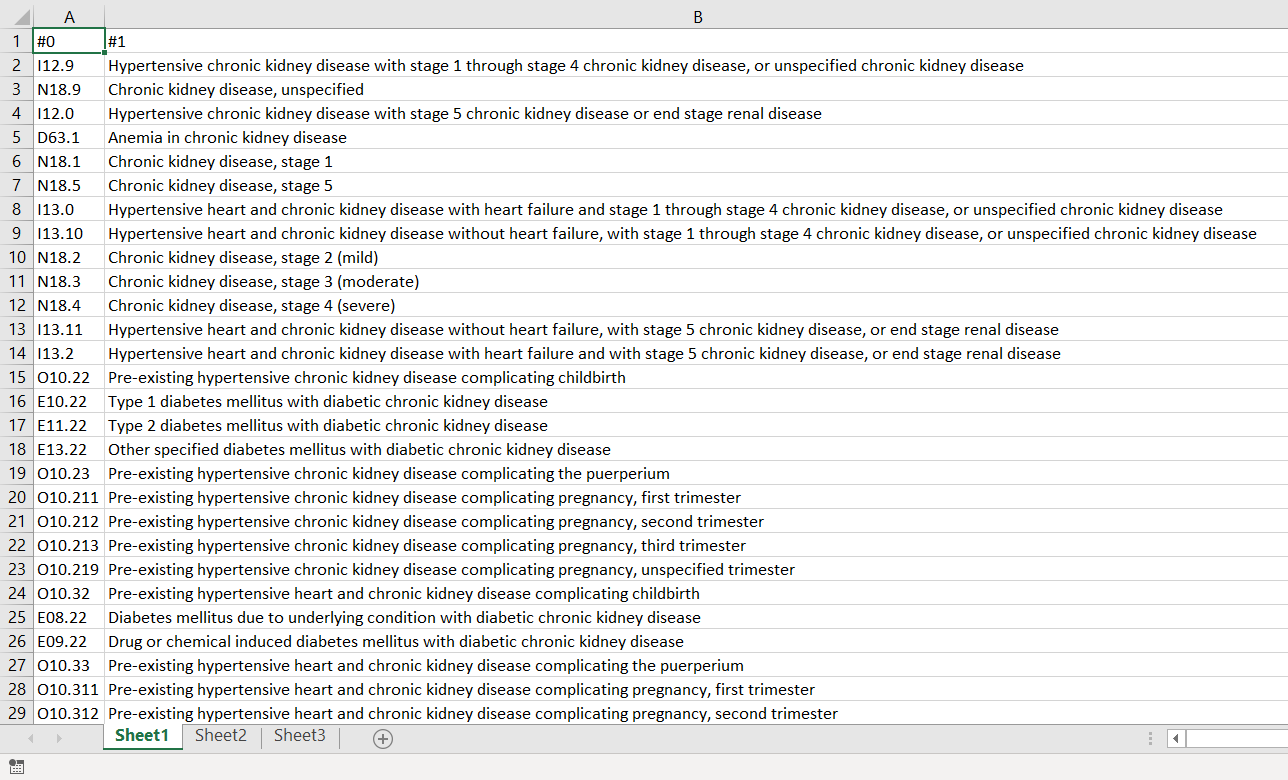 A B
1 #0 #1
2 I12.9 Hypertensive chronic kidney disease with stage 1 through stage 4 chronic kidney disease, or unspecified chronic kidney disease
3 N18.9 Chronic kidney disease, unspecified
4 I12.0 Hypertensive chronic kidney disease with stage 5 chronic kidney disease or end stage renal disease
5 D63.1 Anemia in chronic kidney disease
6 N18.1 Chronic kidney disease, stage 1
7 N18.5 Chronic kidney disease, stage 5
8 I13.0 Hypertensive heart and chronic kidney disease with heart failure and stage 1 through stage 4 chronic kidney disease, or unspecified chronic kidney disease
9 I13.10 Hypertensive heart and chronic kidney disease without heart failure, with stage 1 through stage 4 chronic kidney disease, or unspecified chronic kidney disease
10 N18.2 Chronic kidney disease, stage 2 (mild)
11 N18.3 Chronic kidney disease, stage 3 (moderate)
12 N18.4 Chronic kidney disease, stage 4 (severe)
13 I13.11 Hypertensive heart and chronic kidney disease without heart failure, with stage 5 chronic kidney disease, or end stage renal disease
14 I13.2 Hypertensive heart and chronic kidney disease with heart failure and with stage 5 chronic kidney disease, or end stage renal disease
15 O10.22 Pre-existing hypertensive chronic kidney disease complicating childbirth
16 E10.22 Type 1 diabetes mellitus with diabetic chronic kidney disease
17 E11.22 Type 2 diabetes mellitus with diabetic chronic kidney disease
18 E13.22 Other specified diabetes mellitus with diabetic chronic kidney disease
19 O10.23 Pre-existing hypertensive chronic kidney disease complicating the puerperium
20 O10.211 Pre-existing hypertensive chronic kidney disease complicating pregnancy, first trimester
21 O10.212 Pre-existing hypertensive chronic kidney disease complicating pregnancy, second trimester
22 O10.213 Pre-existing hypertensive chronic kidney disease complicating pregnancy, third trimester
23 O10.219 Pre-existing hypertensive chronic kidney disease complicating pregnancy, unspecified trimester
24 O10.32 Pre-existing hypertensive heart and chronic kidney disease complicating childbirth
25 E08.22 Diabetes mellitus due to underlying condition with diabetic chronic kidney disease
26 E09.22 Drug or chemical induced diabetes mellitus with diabetic chronic kidney disease
27 O10.33 Pre-existing hypertensive heart and chronic kidney disease complicating the puerperium
28 O10.311 Pre-existing hypertensive heart and chronic kidney disease complicating pregnancy, first trimester
29 O10.312 Pre-existing hypertensive heart and chronic kidney disease complicating pregnancy, second trimester
Sheet1 Sheet2 Sheet3